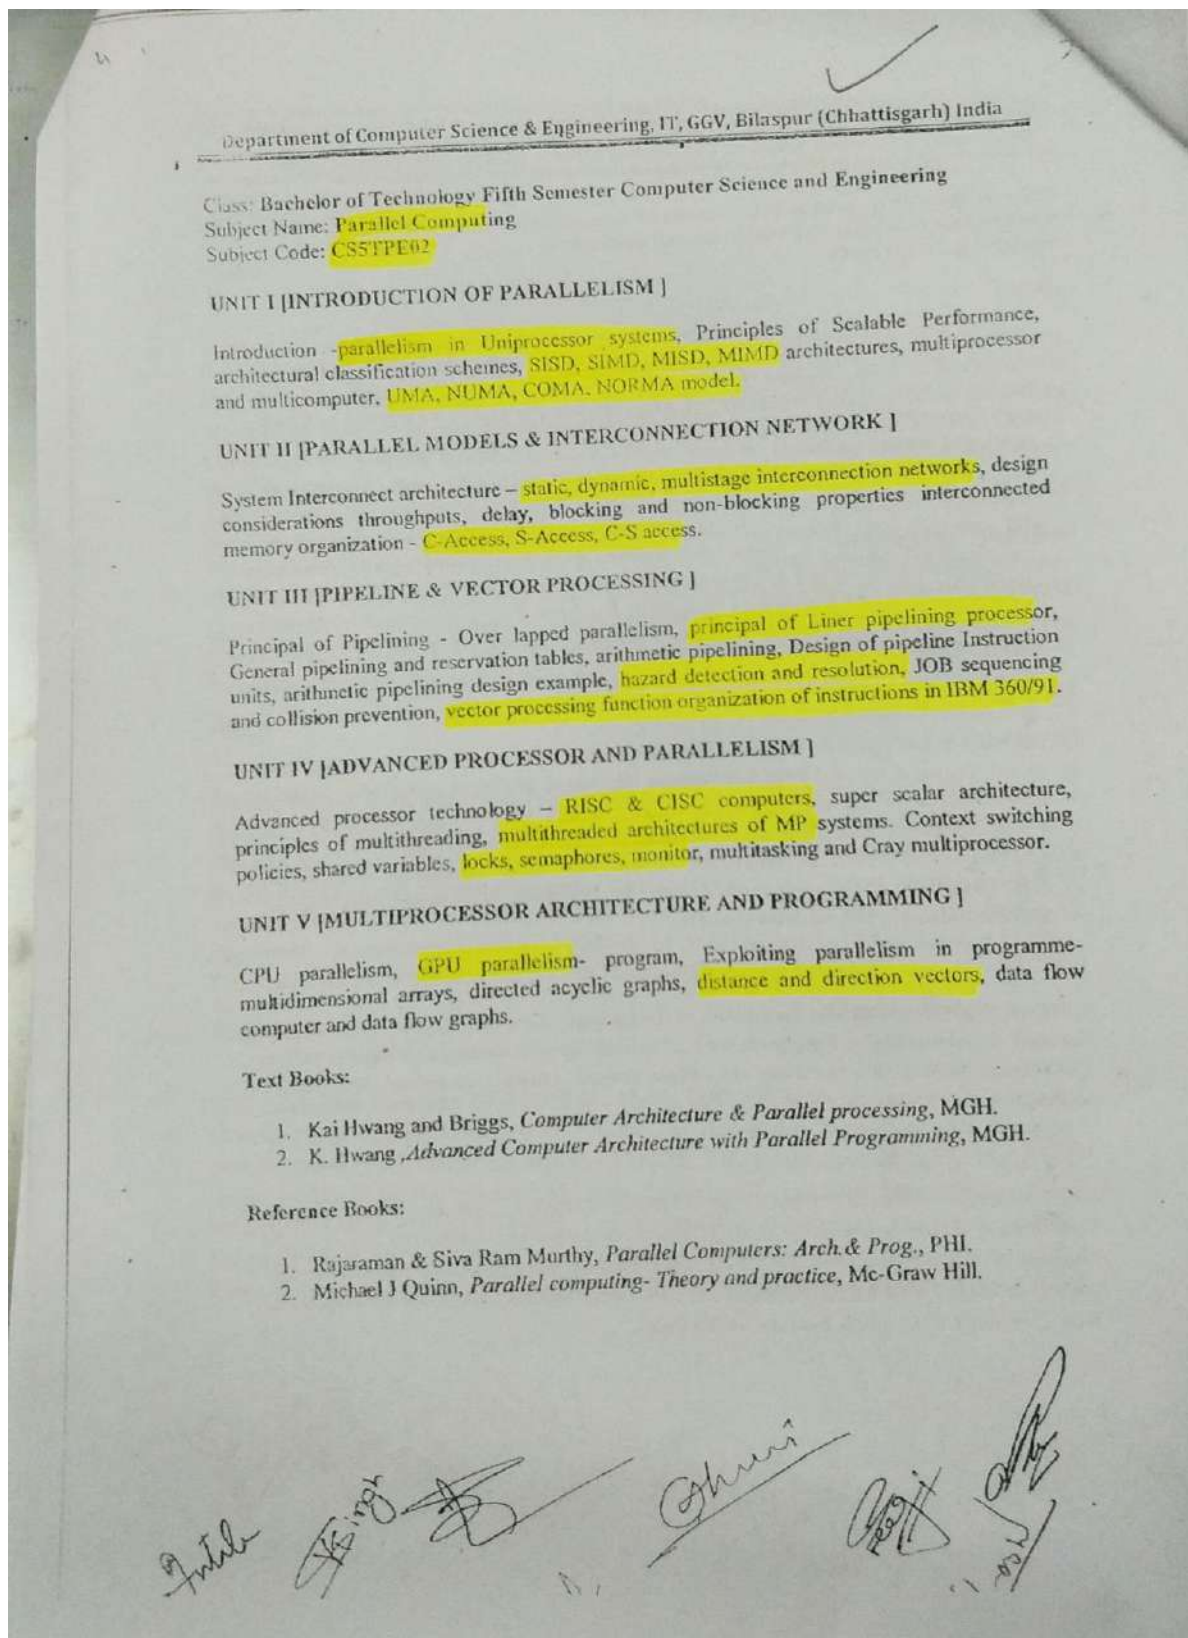 Department of Computer Science & Engineering, IT, GGV, Bilaspur (Chhattisgarh) India
Class: Bachelor of Technology Fifth Semester Computer Science and Engineering
Subject Name: Parallel Computing
Subject Code: CS5TPE02
UNIT I [INTRODUCTION OF PARALLELISM ]
Introduction -parallelism in Uniprocessor systems, Principles of Scalable Performance,
architectural classification schemes, SISD, SIMD, MISD, MIMD architectures, multiprocessor
and multicomputer, UMA, NUMA, COMA, NORMA model.
UNIT II [PARALLEL MODELS & INTERCONNECTION NETWORK ]
System Interconnect architecture – static, dynamic, multistage interconnection networks, design
considerations throughputs, delay, blocking and non-blocking properties interconnected
memory organization - C-Access, S-Access, C-S access.
UNIT III [PIPELINE & VECTOR PROCESSING ]
Principal of Pipelining - Over lapped parallelism, principal of Liner pipelining processor,
General pipelining and reservation tables, arithmetic pipelining, Design of pipeline Instruction
units, arithmetic pipelining design example, hazard detection and resolution, JOB sequencing
and collision prevention, vector processing function organization of instructions in IBM 360/91.
UNIT IV [ADVANCED PROCESSOR AND PARALLELISM ]
Advanced processor technology – RISC & CISC computers, super scalar architecture,
principles of multithreading, multithreaded architectures of MP systems. Context switching
policies, shared variables, locks, semaphores, monitor, multitasking and Cray multiprocessor.
UNIT V [MULTIPROCESSOR ARCHITECTURE AND PROGRAMMING ]
CPU parallelism, GPU parallelism- program, Exploiting parallelism in programme-
multidimensional arrays, directed acyclic graphs, distance and direction vectors, data flow
computer and data flow graphs.
Text Books:
1. Kai Hwang and Briggs, Computer Architecture & Parallel processing, MGH.
2. K. Hwang ,Advanced Computer Architecture with Parallel Programming, MGH.
Reference Books:
1. Rajaraman & Siva Ram Murthy, Parallel Computers: Arch.& Prog., PHI.
2. Michael J Quinn, Parallel computing- Theory and practice, Mc-Graw Hill.